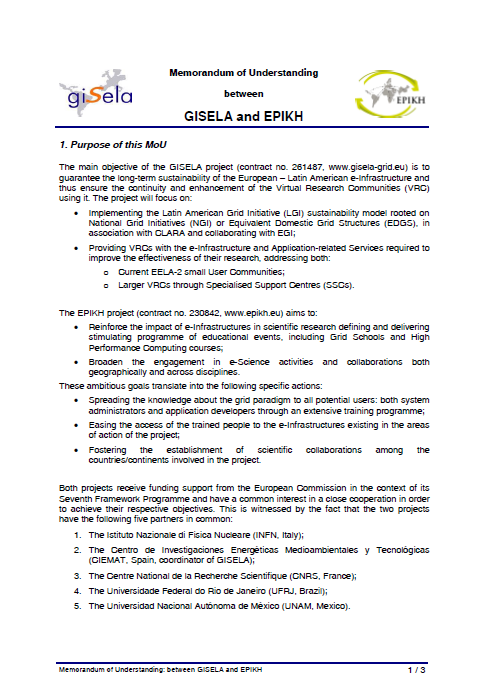 giSela
Memorandum of Understanding
between
GISELA and EPIKH
EPIKH
1. Purpose of this MoU
The main objective of the GISELA project (contract no. 261487, www.gisela-grid.eu) is to
guarantee the long-term sustainability of the European – Latin American e-Infrastructure and
thus ensure the continuity and enhancement of the Virtual Research Communities (VRC)
using it. The project will focus on:
• Implementing the Latin American Grid Initiative (LGI) sustainability model rooted on
National Grid Initiatives (NGI) or Equivalent Domestic Grid Structures (EDGS), in
association with CLARA and collaborating with EGI;
• Providing VRCs with the e-Infrastructure and Application-related Services required to
improve the effectiveness of their research, addressing both:
o Current EELA-2 small User Communities;
o Larger VRCs through Specialised Support Centres (SSCs).
The EPIKH project (contract no. 230842, www.epikh.eu) aims to:
• Reinforce the impact of e-Infrastructures in scientific research defining and delivering
stimulating programme of educational events, including Grid Schools and High
Performance Computing courses;
• Broaden the engagement in e-Science activities and collaborations both
geographically and across disciplines.
These ambitious goals translate into the following specific actions:
• Spreading the knowledge about the grid paradigm to all potential users: both system
administrators and application developers through an extensive training programme;
• Easing the access of the trained people to the e-Infrastructures existing in the areas
of action of the project;
• Fostering the establishment of scientific collaborations among the
countries/continents involved in the project.
Both projects receive funding support from the European Commission in the context of its
Seventh Framework Programme and have a common interest in a close cooperation in order
to achieve their respective objectives. This is witnessed by the fact that the two projects
have the following five partners in common:
1. The Istituto Nazionale di Fisica Nucleare (INFN, Italy);
2. The Centro de Investigaciones Energéticas Medioambientales y Tecnológicas
(CIEMAT, Spain, coordinator of GISELA);
3. The Centre National de la Recherche Scientifique (CNRS, France);
4. The Universidade Federal do Rio de Janeiro (UFRJ, Brazil);
5. The Universidad Nacional Autónoma de México (UNAM, Mexico).
Memorandum of Understanding: between GISELA and EPIKH
1 / 3